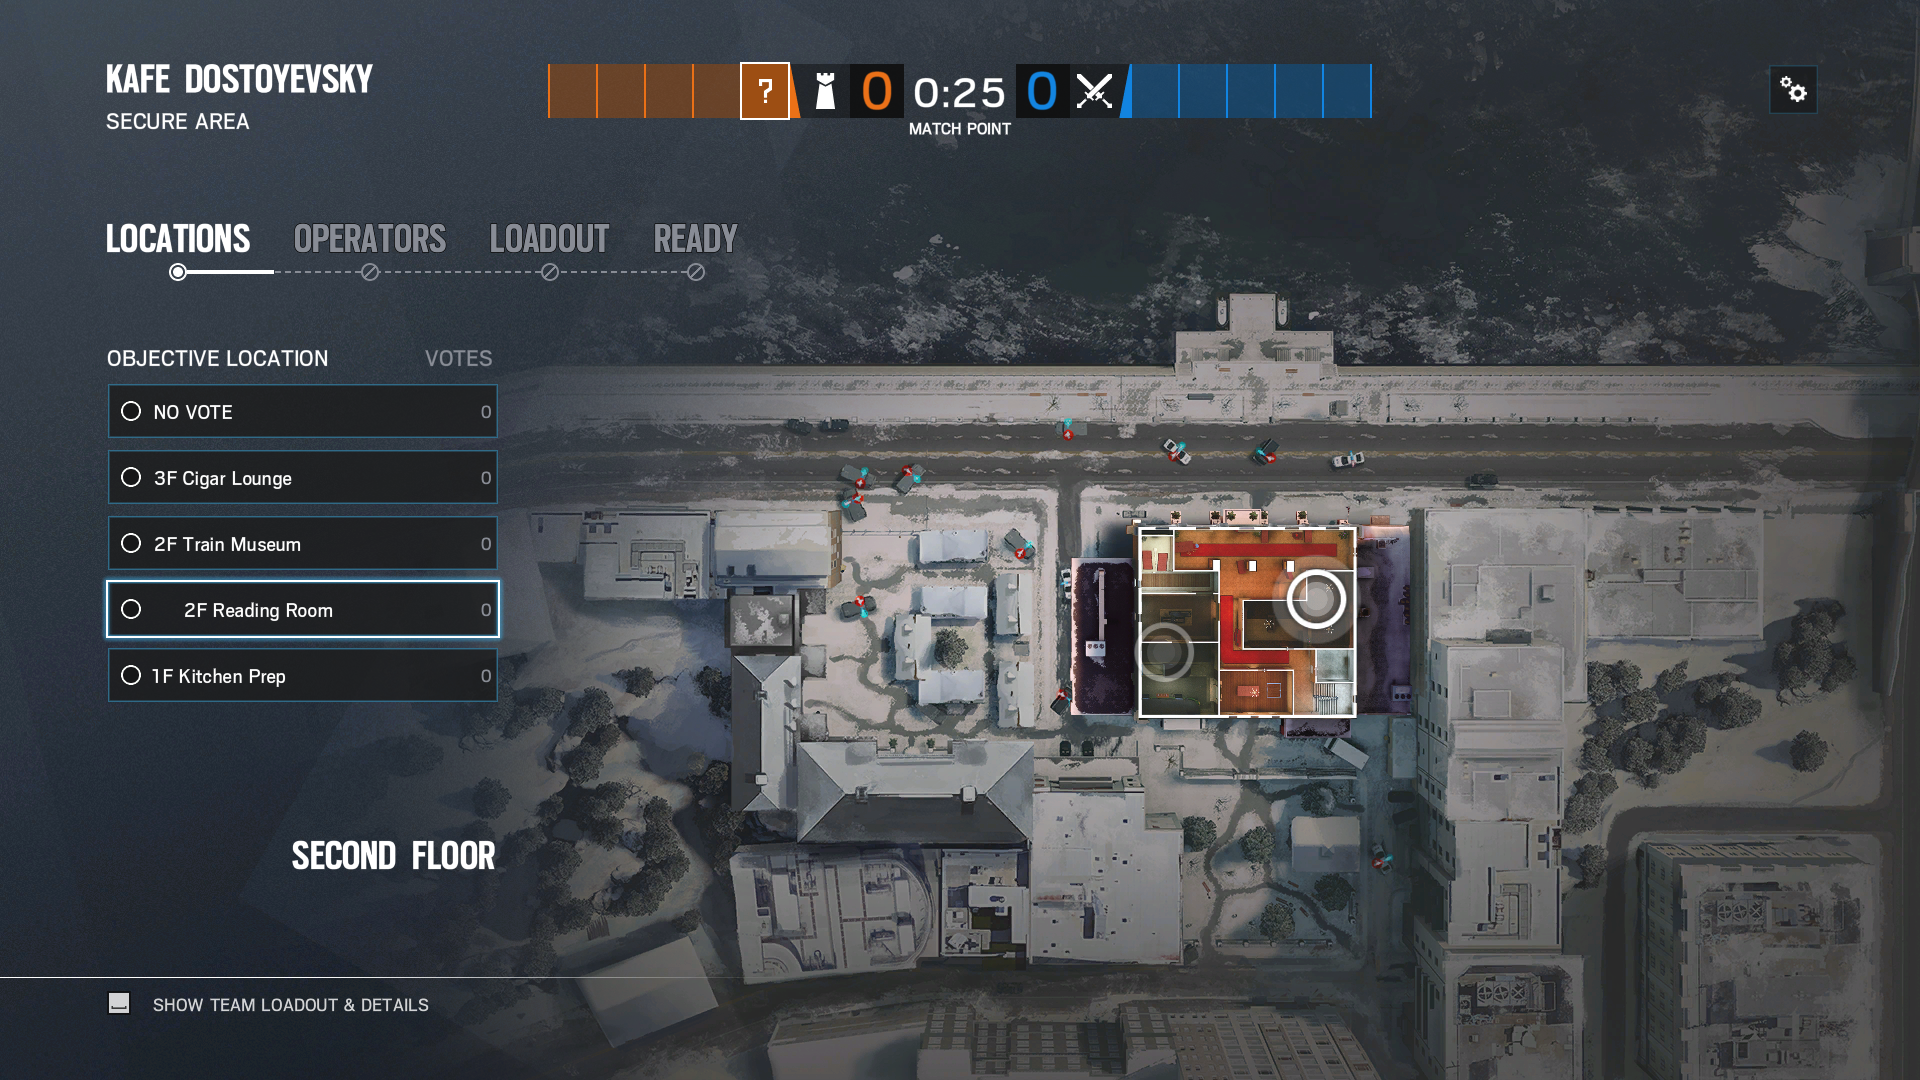 KAFE DOSTOYEVSKY
SECURE AREA
? 0 0:25 0
MATCH POINT
LOCATIONS OPERATORS LOADOUT READY
OBJECTIVE LOCATION VOTES
NO VOTE 0
3F Cigar Lounge 0
2F Train Museum 0
2F Reading Room 0
1F Kitchen Prep 0
SECOND FLOOR
SHOW TEAM LOADOUT & DETAILS